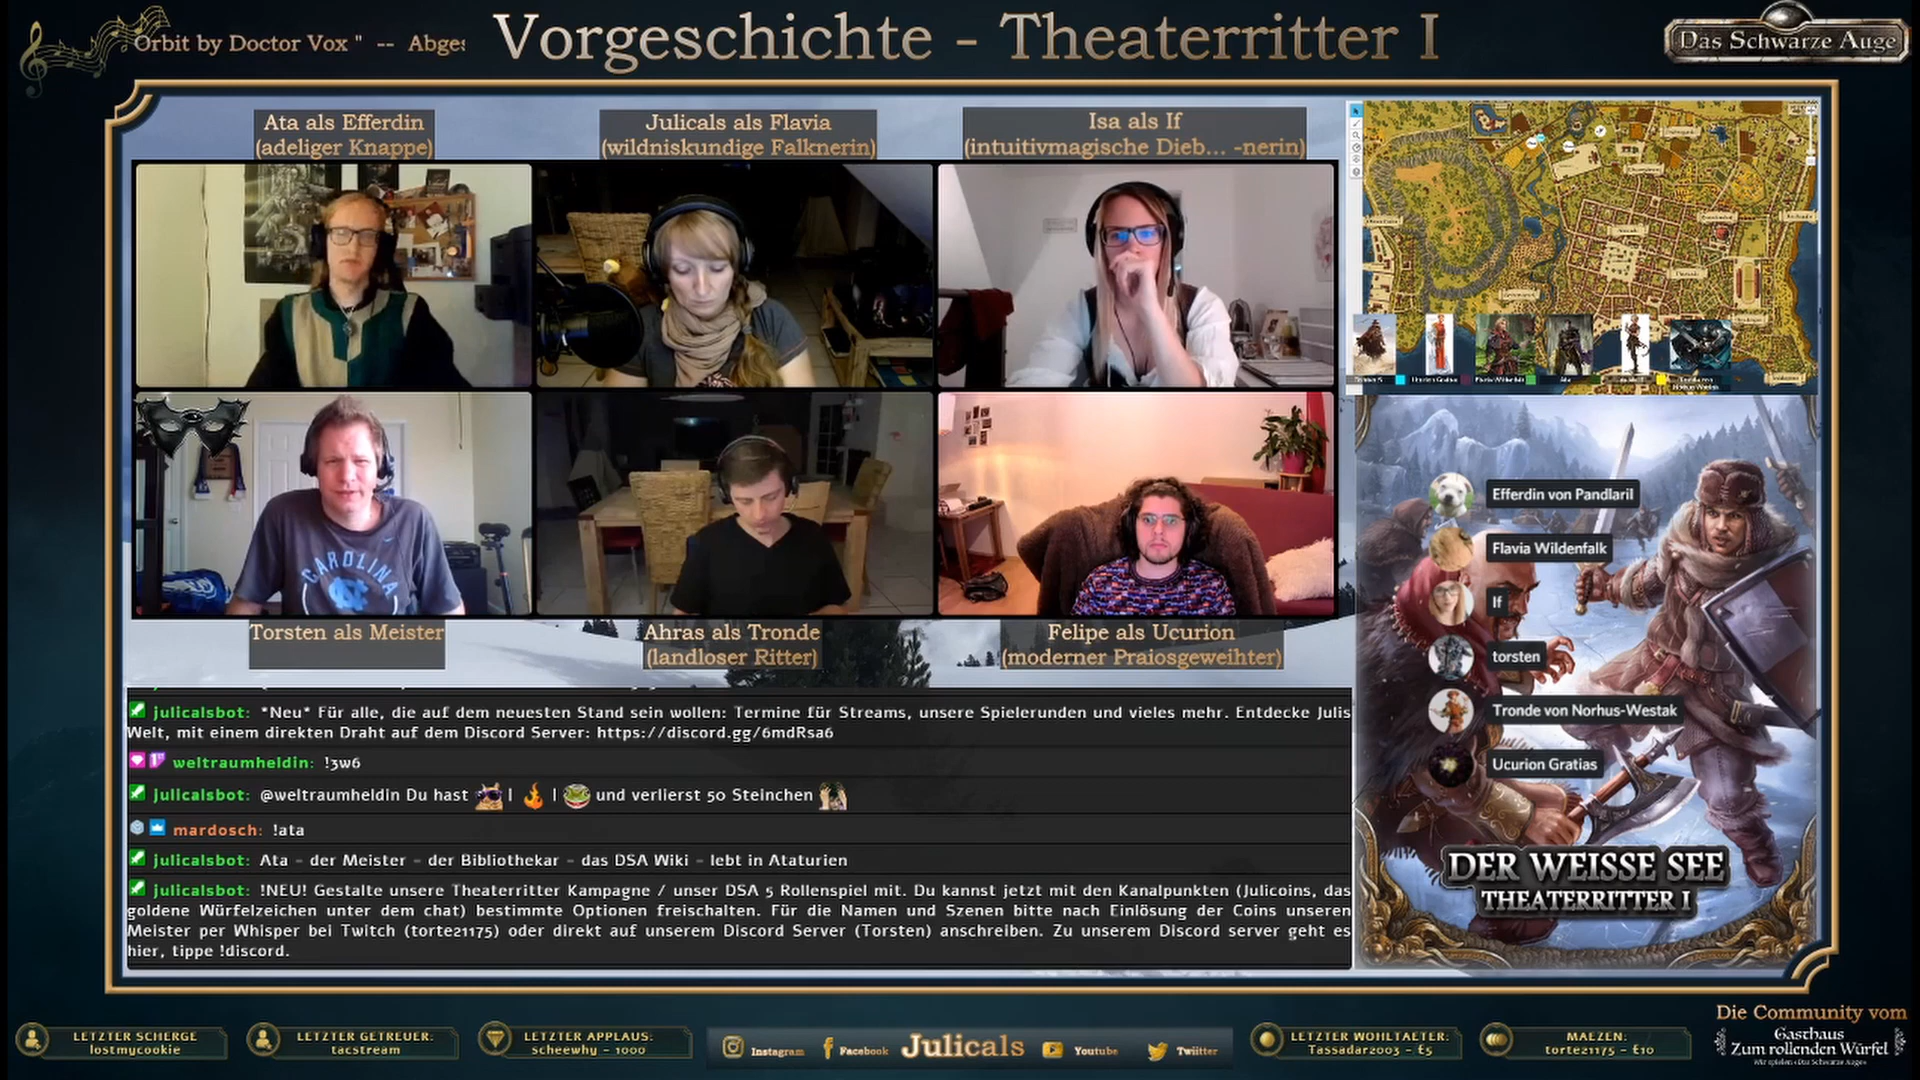 Orbit by Doctor Vox " -- Abges
Vorgeschichte - Theaterritter I
Das Schwarze Auge
Ata als Efferdin
(adeliger Knappe)
Julicals als Flavia
(wildniskundige Falknerin)
Isa als If
(intuitivmagische Dieb... -nerin)
CAROLINA
Torsten als Meister
Ahras als Tronde
(landloser Ritter)
Felipe als Ucurion
(moderner Praiosgeweihter)
Efferdin von Pandlaril
Flavia Wildenfalk
If
torsten
Tronde von Norhus-Westak
Ucurion Gratias
DER WEISSE SEE
THEATERRITTER I
julicalsbot: *Neu* Für alle, die auf dem neuesten Stand sein wollen: Termine für Streams, unsere Spielerunden und vieles mehr. Entdecke Julis
Welt, mit einem direkten Draht auf dem Discord Server: https://discord.gg/6mdRsa6
weltraumheldin: !3w6
julicalsbot: @weltraumheldin Du hast | | und verlierst 50 Steinchen
mardosch: !ata
julicalsbot: Ata - der Meister - der Bibliothekar - das DSA Wiki - lebt in Ataturien
julicalsbot: !NEU! Gestalte unsere Theaterritter Kampagne / unser DSA 5 Rollenspiel mit. Du kannst jetzt mit den Kanalpunkten (Julicoins, das
goldene Würfelzeichen unter dem chat) bestimmte Optionen freischalten. Für die Namen und Szenen bitte nach Einlösung der Coins unseren
Meister per Whisper bei Twitch (torte21175) oder direkt auf unserem Discord Server (Torsten) anschreiben. Zu unserem Discord server geht es
hier, tippe !discord.
LETZTER SCHERGE
lostmycookie
LETZTER GETREUER:
tacstream
LETZTER APPLAUS:
scheewhy - 1000
Instagram
Facebook
Julicals
Youtube
Twiitter
LETZTER WOHLTAETER:
Tassadar2003 - €5
MAEZEN:
torte21175 - €10
Die Community vom
Gasthaus
Zum rollenden Würfel
Wir spielen »Das Schwarze Auge«